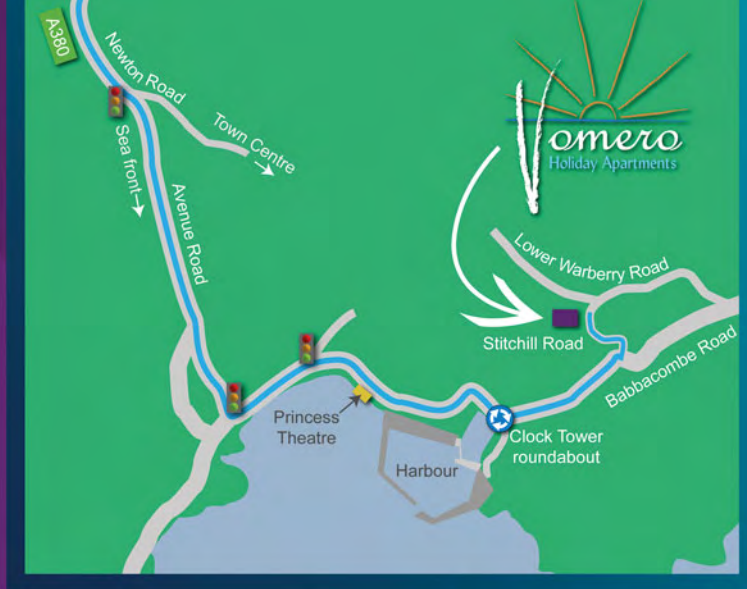 A380
Newton Road
Town Centre
Sea front
Avenue Road
Vomero
Holiday Apartments
Lower Warberry Road
Stitchill Road
Babbacombe Road
Princess
Theatre
Harbour
Clock Tower
roundabout